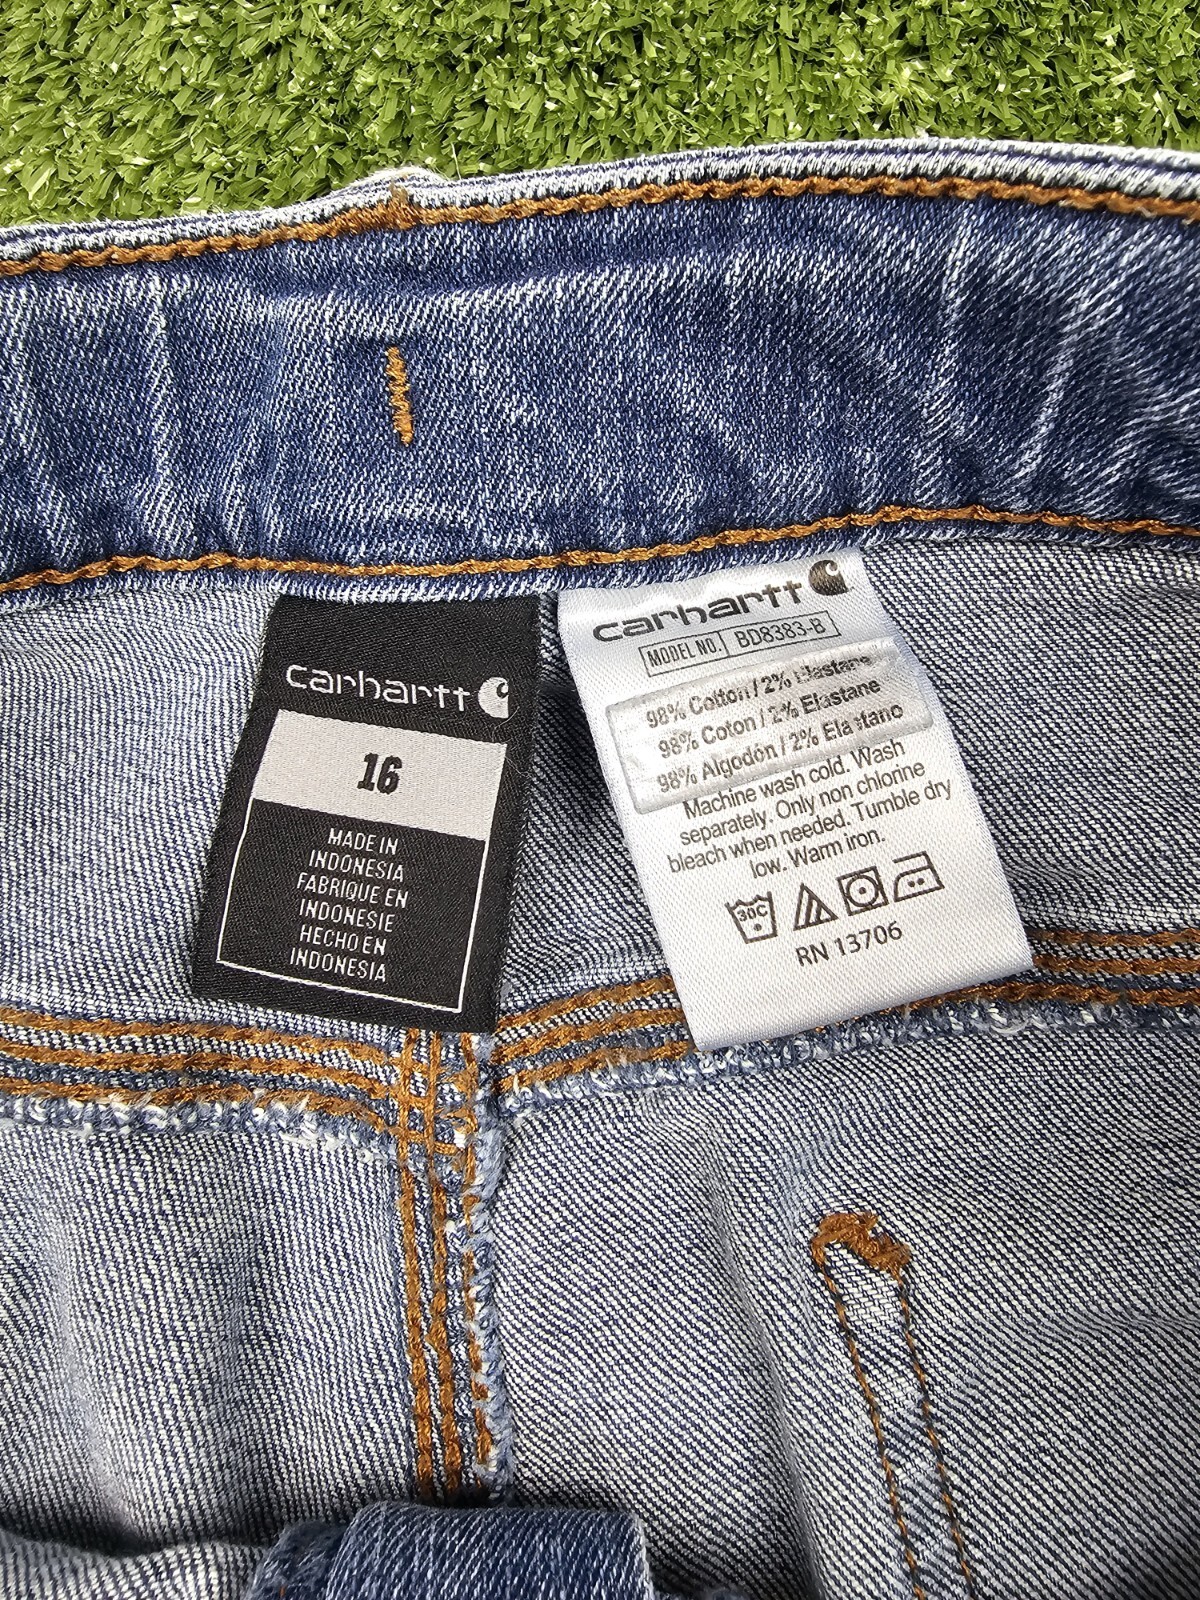 carhartt
16
MADE IN
INDONESIA
FABRIQUE EN
INDONESIE
HECHO EN
INDONESIA
carhartt
MODEL NO. BD8383-B
98% Cotton / 2% Elastane
98% Coton / 2% Elastane
98% Algodón / 2% Elastano
Machine wash cold. Wash
separately. Only non chlorine
bleach when needed. Tumble dry
low. Warm iron.
30C
RN 13706